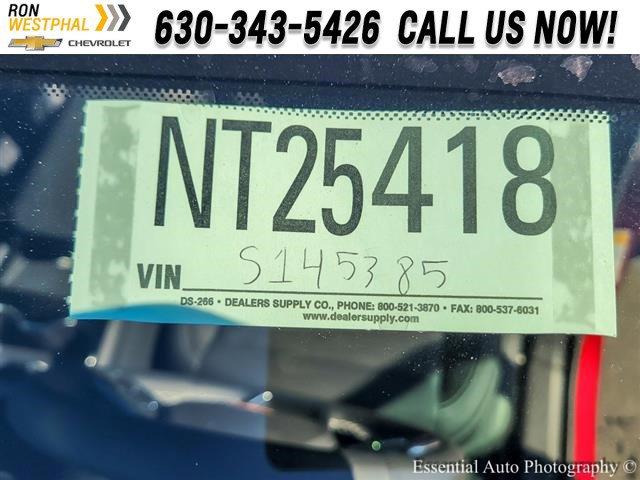 RON
WESTPHAL
CHEVROLET
630-343-5426 CALL US NOW!
NT25418
VIN S145385
DS-266 • DEALERS SUPPLY CO., PHONE: 800-521-3870 • FAX: 800-537-6031
www.dealersupply.com
Essential Auto Photography ©